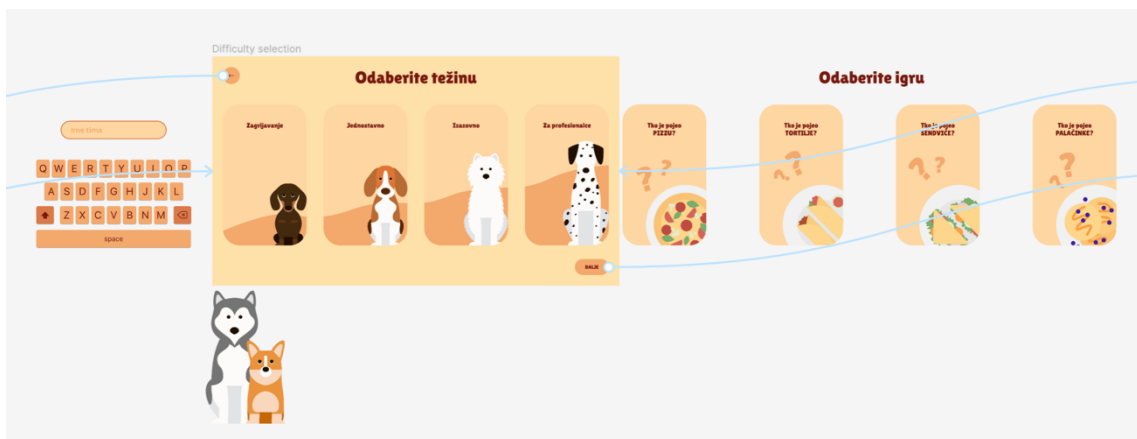 Difficulty selection
Odaberite težinu
Odaberite igru
Ime tima
Zagrijavanje
Jednostavno
Izazovno
Za profesionalce
Tko je pojeo
PIZZU?
Tko je pojeo
TORTILJE?
Tko je pojeo
SENDVIČE?
Tko je pojeo
PALAČINKE?
? ?
? ?
? ?
? ?
Q W E R T Y U I O P
A S D F G H J K L
Z X C V B N M
space
DALJE